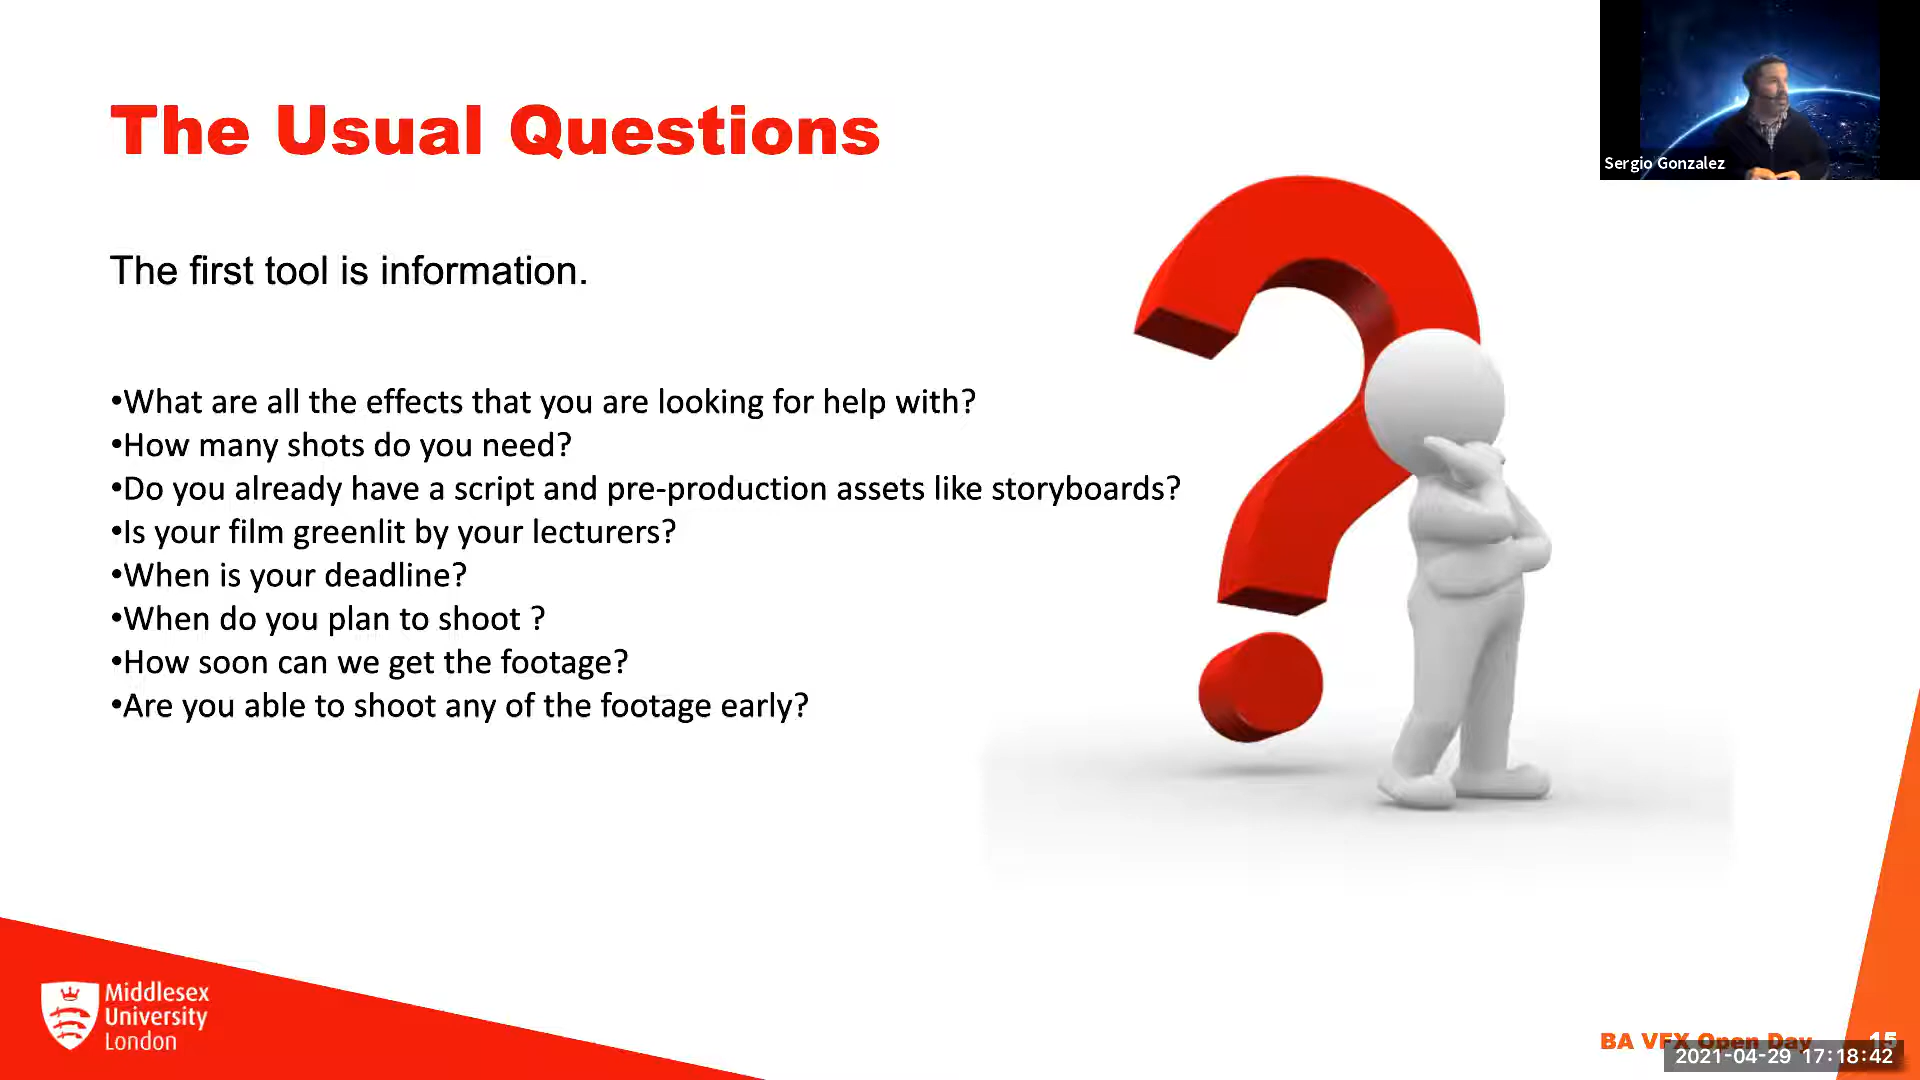 Sergio Gonzalez
The Usual Questions
The first tool is information.
•What are all the effects that you are looking for help with?
•How many shots do you need?
•Do you already have a script and pre-production assets like storyboards?
•Is your film greenlit by your lecturers?
•When is your deadline?
•When do you plan to shoot ?
•How soon can we get the footage?
•Are you able to shoot any of the footage early?
Middlesex
University
London
BA VFX Open Day 15
2021-04-29 17:18:42